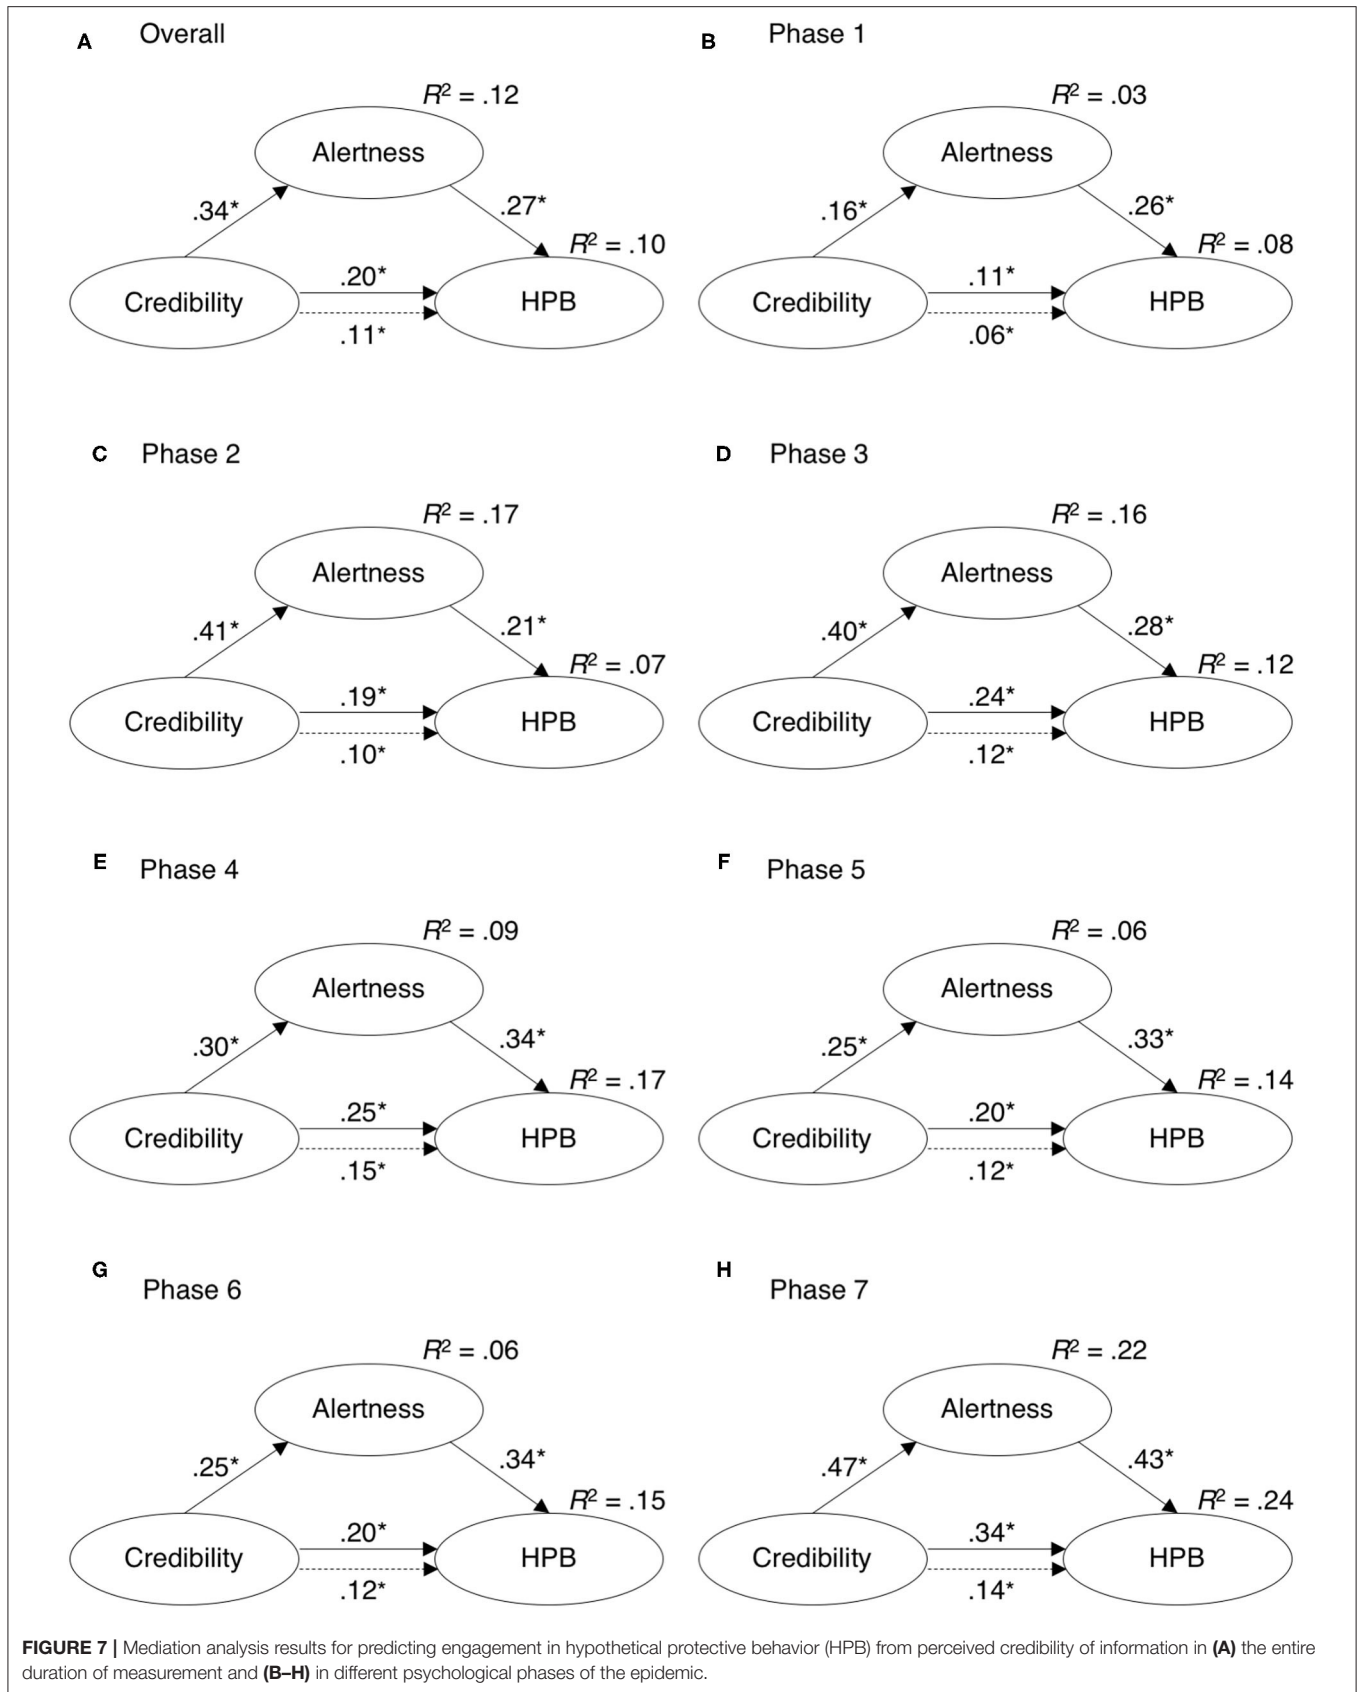 A Overall
R² = .12
Alertness
.34*
.27*
R² = .10
Credibility
.20*
HPB
.11*
B Phase 1
R² = .03
Alertness
.16*
.26*
R² = .08
Credibility
.11*
HPB
.06*
C Phase 2
R² = .17
Alertness
.41*
.21*
R² = .07
Credibility
.19*
HPB
.10*
D Phase 3
R² = .16
Alertness
.40*
.28*
R² = .12
Credibility
.24*
HPB
.12*
E Phase 4
R² = .09
Alertness
.30*
.34*
R² = .17
Credibility
.25*
HPB
.15*
F Phase 5
R² = .06
Alertness
.25*
.33*
R² = .14
Credibility
.20*
HPB
.12*
G Phase 6
R² = .06
Alertness
.25*
.34*
R² = .15
Credibility
.20*
HPB
.12*
H Phase 7
R² = .22
Alertness
.47*
.43*
R² = .24
Credibility
.34*
HPB
.14*
FIGURE 7 | Mediation analysis results for predicting engagement in hypothetical protective behavior (HPB) from perceived credibility of information in (A) the entire
duration of measurement and (B–H) in different psychological phases of the epidemic.